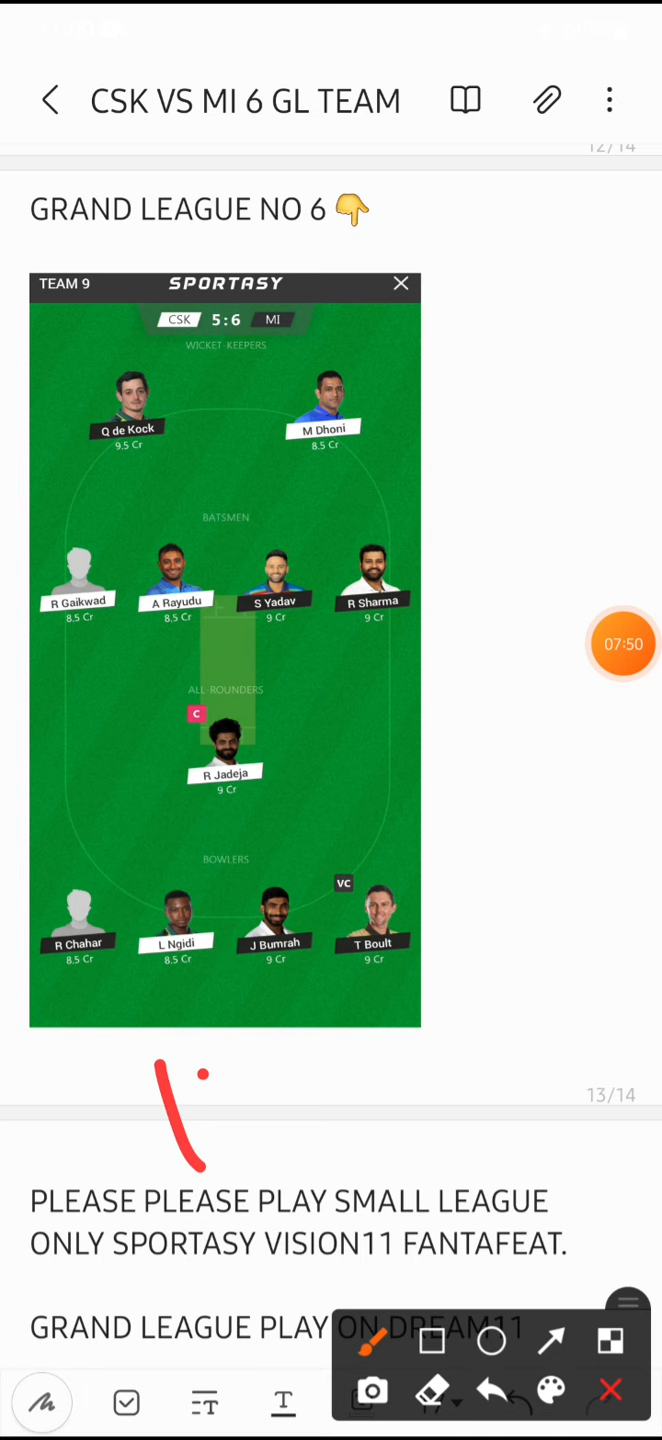 CSK VS MI 6 GL TEAM
12/14
GRAND LEAGUE NO 6 👇
TEAM 9 SPORTASY ×
CSK 5:6 MI
WICKET-KEEPERS
Q de Kock M Dhoni
9.5 Cr 8.5 Cr
BATSMEN
R Gaikwad A Rayudu S Yadav R Sharma
8.5 Cr 8.5 Cr 9 Cr 9 Cr
ALL-ROUNDERS
C
R Jadeja
9 Cr
BOWLERS
VC
R Chahar L Ngidi J Bumrah T Boult
8.5 Cr 8.5 Cr 9 Cr 9 Cr
07:50
13/14
PLEASE PLEASE PLAY SMALL LEAGUE
ONLY SPORTASY VISION11 FANTAFEAT.
GRAND LEAGUE PLAY ON DREAM11